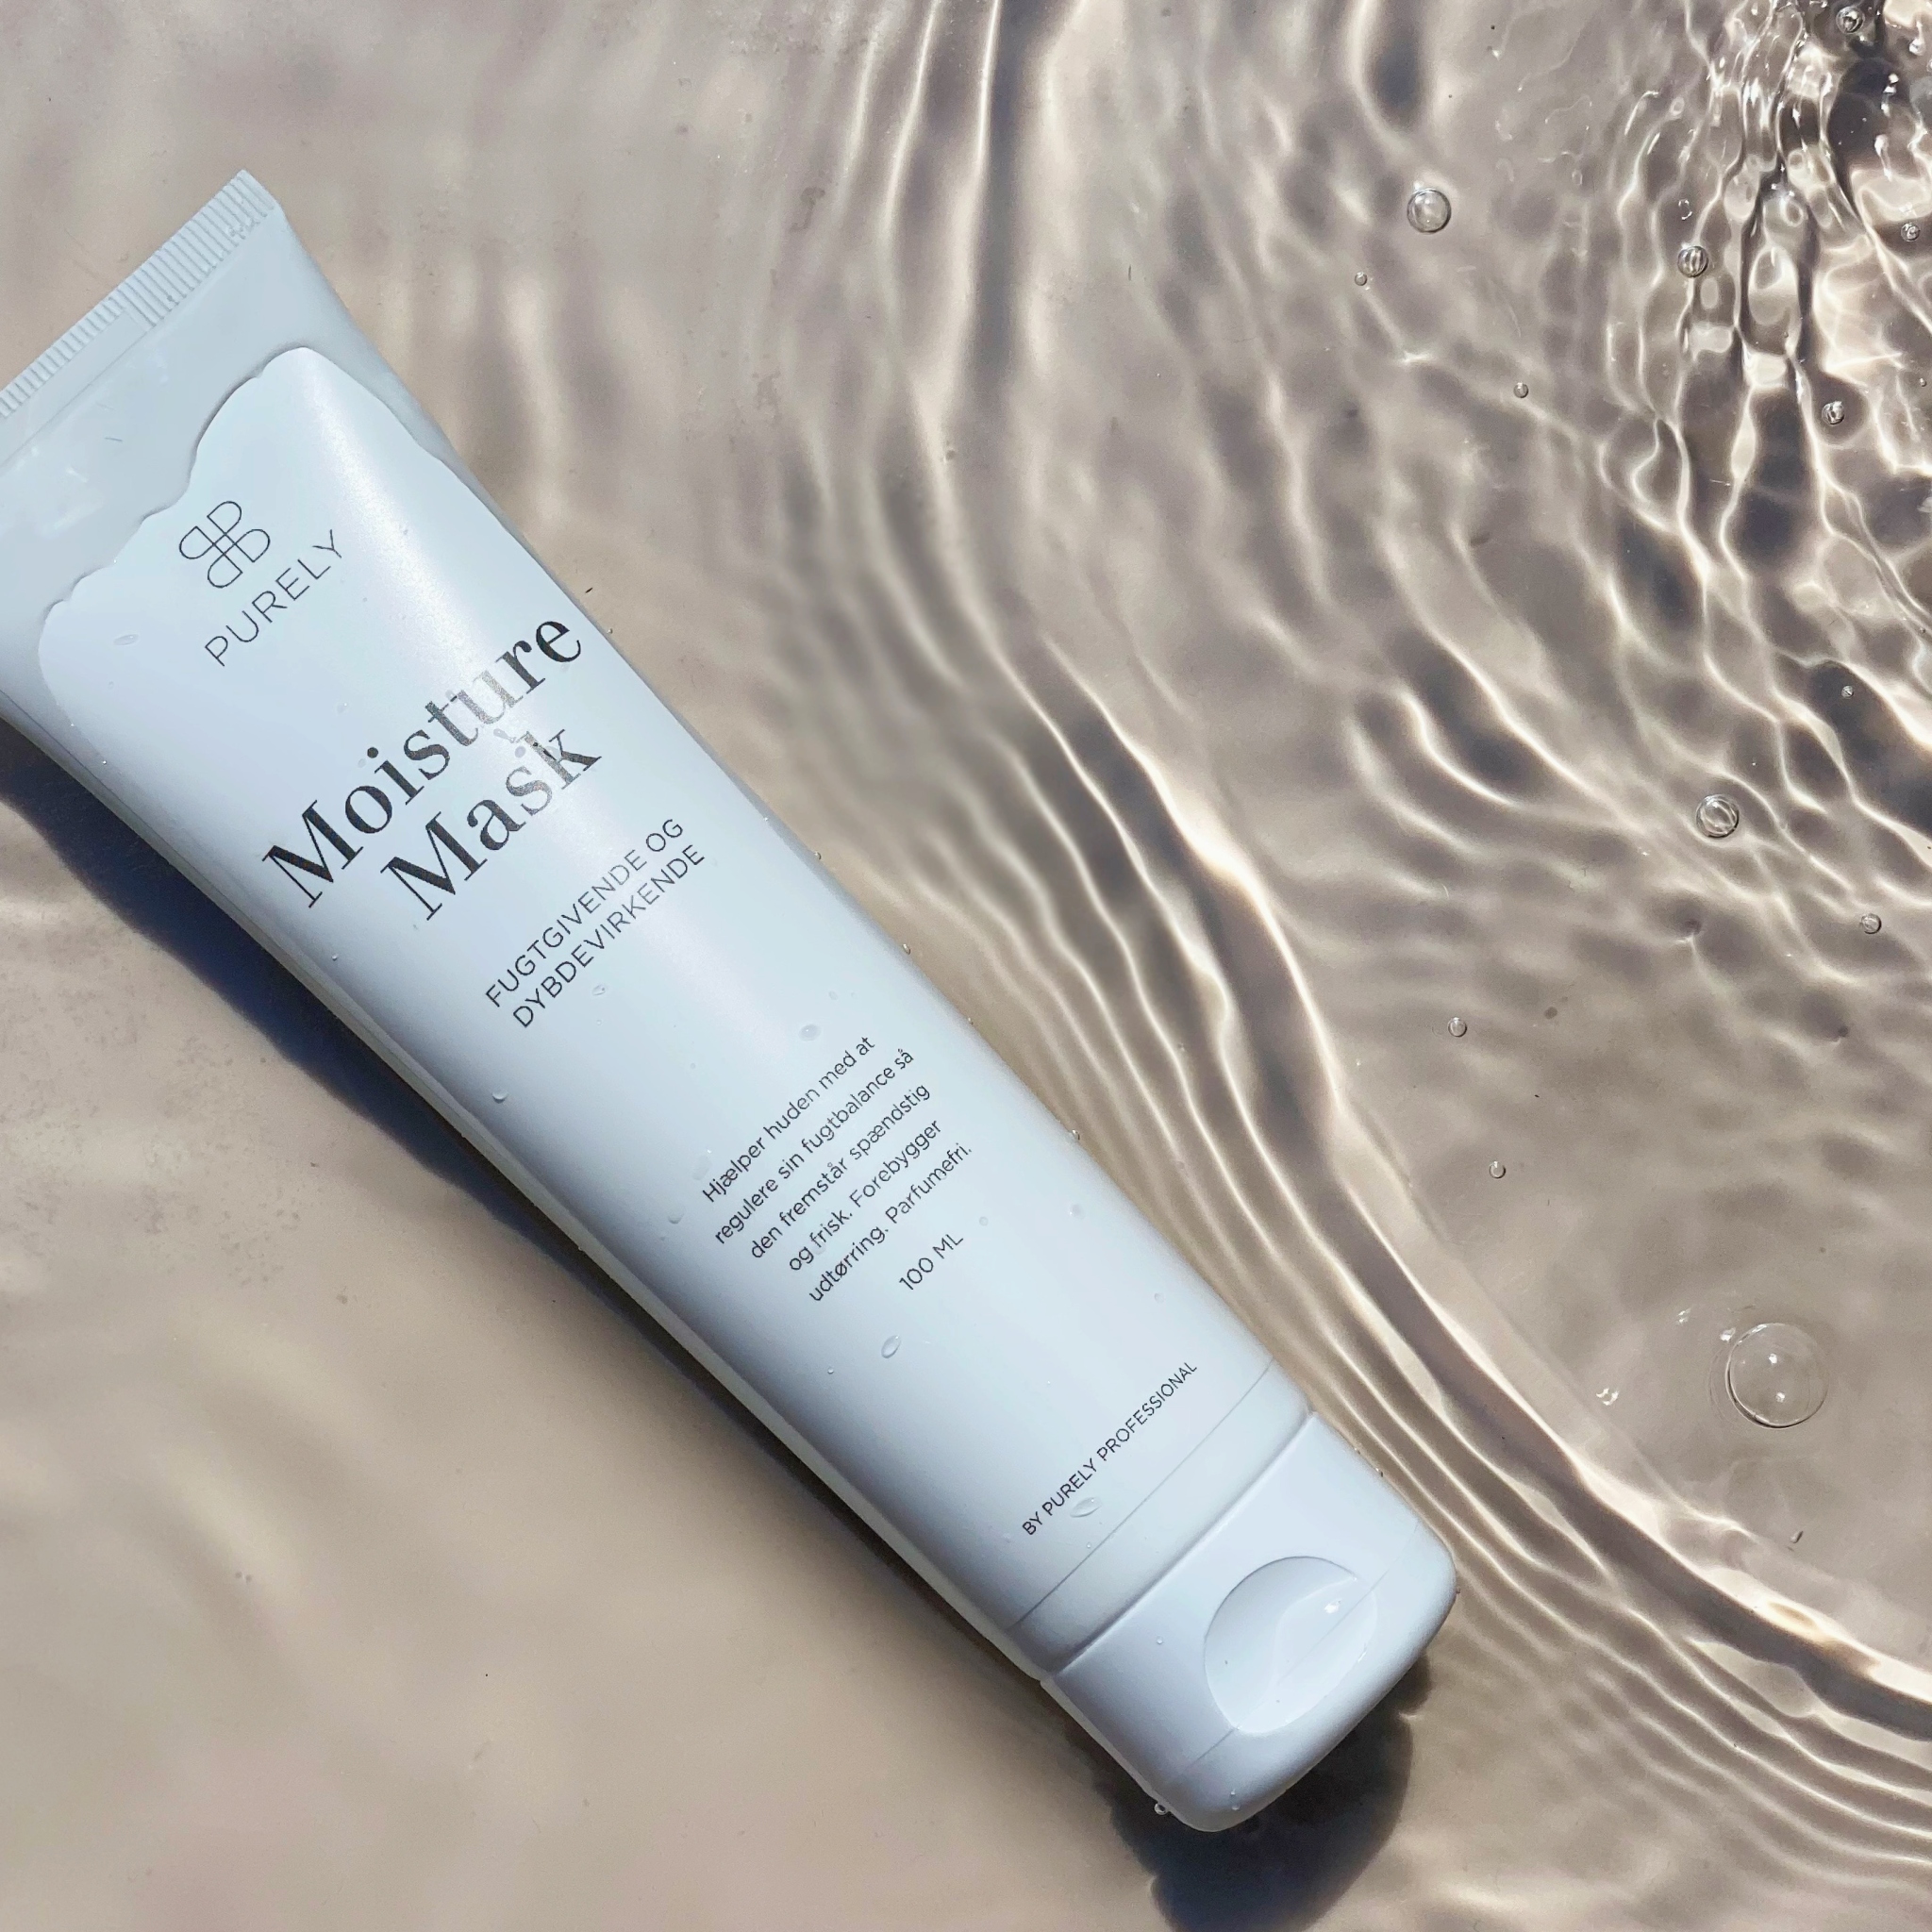 PURELY
Moisture
Mask
FUGTGIVENDE OG
DYBDEVIRKENDE
Hjælper huden med at
regulere sin fugtbalance så
den fremstår spændstig
og frisk. Forebygger
udtørring. Parfumefri.
100 ML
BY PURELY PROFESSIONAL